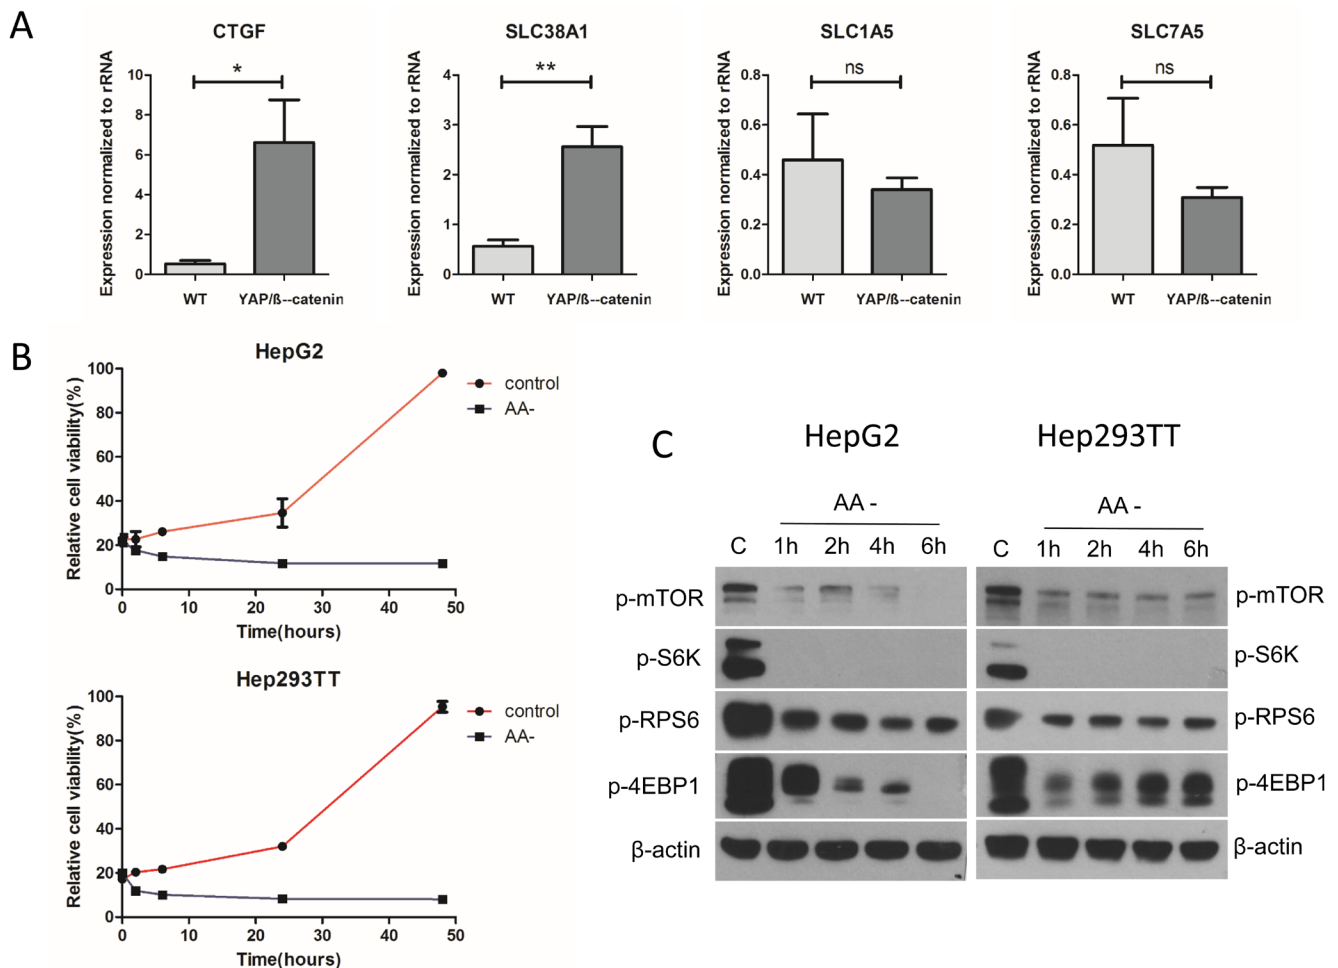 A
CTGF
Expression normalized to rRNA
10
8
6
4
2
0
*
WT YAP/ß--catenin
SLC38A1
Expression normalized to rRNA
4
3
2
1
0
**
WT YAP/ß--catenin
SLC1A5
Expression normalized to rRNA
0.8
0.6
0.4
0.2
0.0
ns
WT YAP/ß--catenin
SLC7A5
Expression normalized to rRNA
0.8
0.6
0.4
0.2
0.0
ns
WT YAP/ß--catenin
B
HepG2
Relative cell viability(%)
100
80
60
40
20
0
0 10 20 30 40 50
Time(hours)
control
AA-
Hep293TT
Relative cell viability(%)
100
80
60
40
20
0
0 10 20 30 40 50
Time(hours)
control
AA-
C
HepG2 Hep293TT
AA - AA -
C 1h 2h 4h 6h C 1h 2h 4h 6h
p-mTOR p-mTOR
p-S6K p-S6K
p-RPS6 p-RPS6
p-4EBP1 p-4EBP1
β-actin β-actin